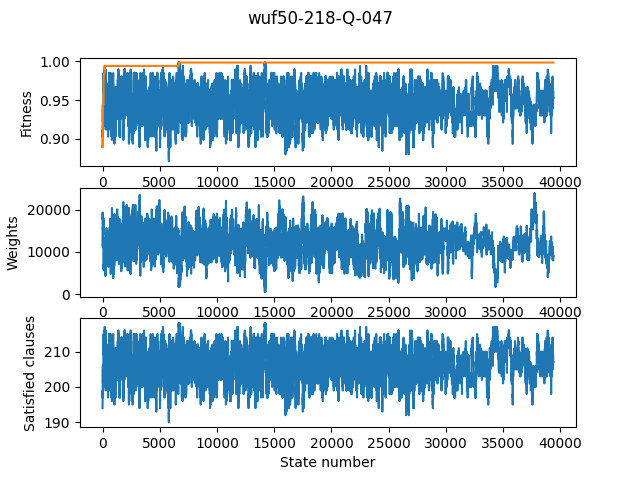 wuf50-218-Q-047
1.00
0.95
0.90
Fitness
0 5000 10000 15000 20000 25000 30000 35000 40000
20000
10000
0
Weights
0 5000 10000 15000 20000 25000 30000 35000 40000
210
200
190
Satisfied clauses
0 5000 10000 15000 20000 25000 30000 35000 40000
State number